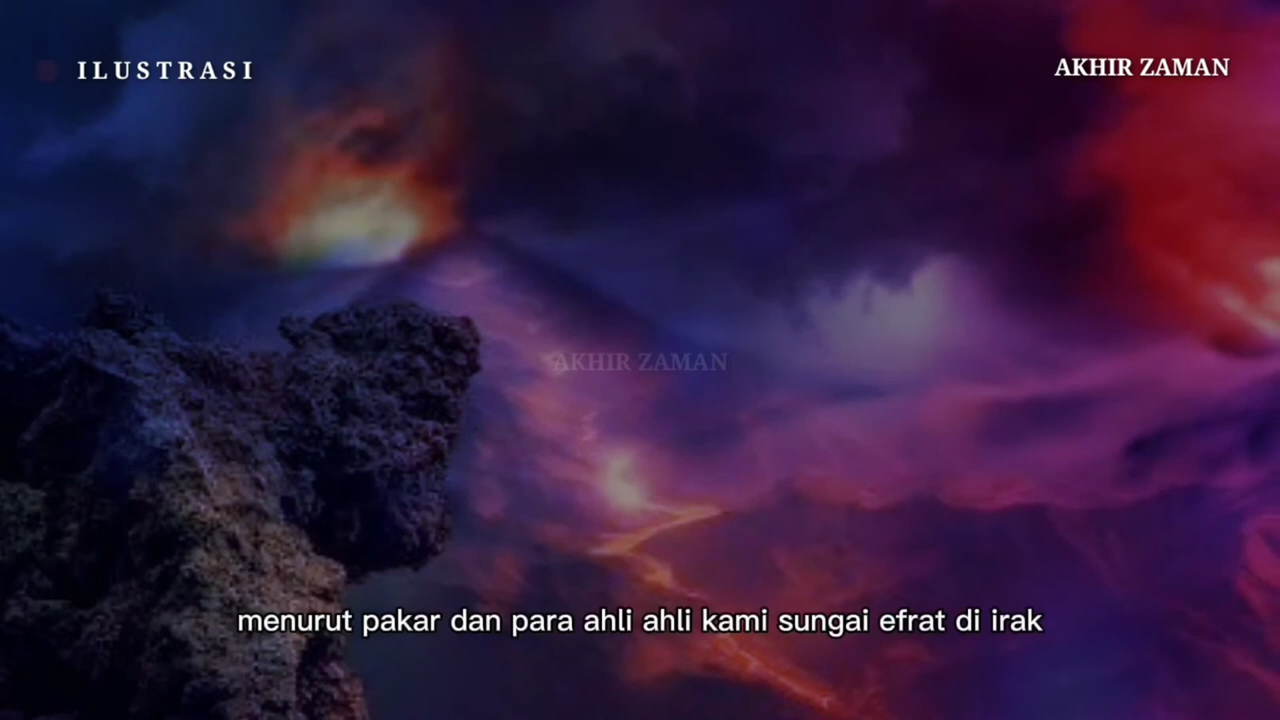 ILUSTRASI
AKHIR ZAMAN
AKHIR ZAMAN
menurut pakar dan para ahli ahli kami sungai efrat di irak